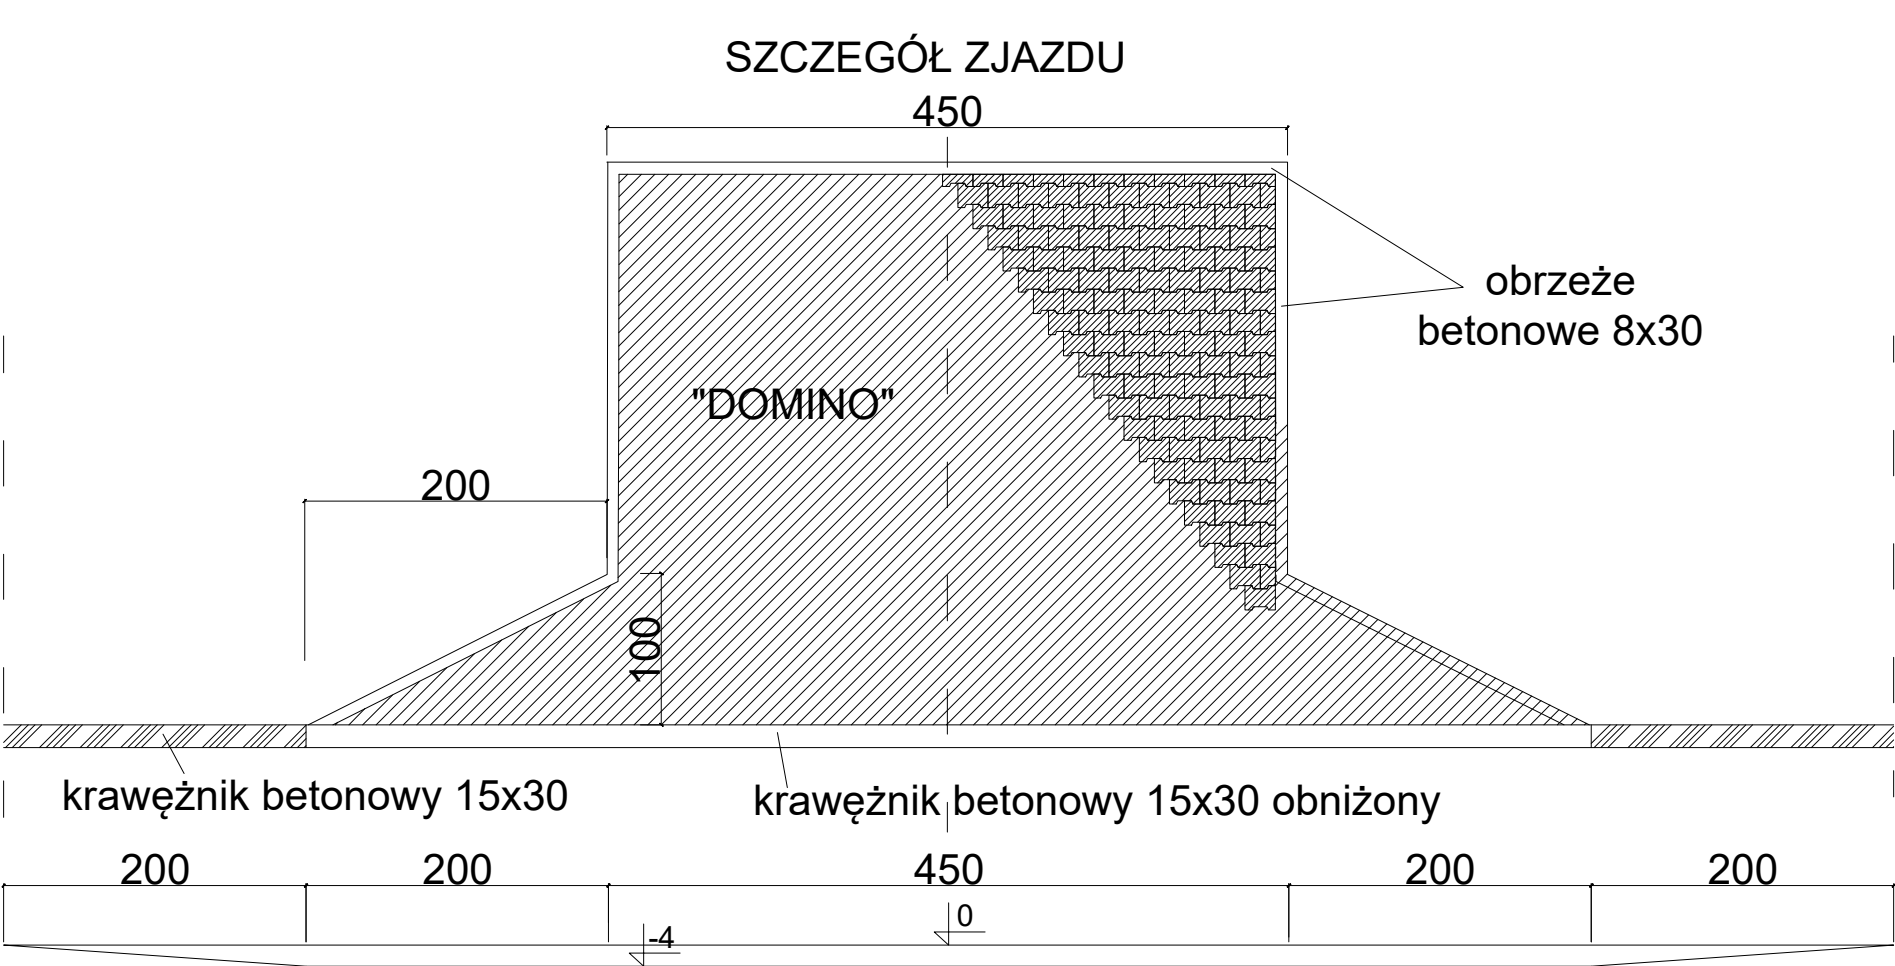 SZCZEGÓŁ ZJAZDU
450
obrzeże
betonowe 8x30
"DOMINO"
200
100
krawężnik betonowy 15x30
krawężnik betonowy 15x30 obniżony
200 200 450 200 200
0
-4